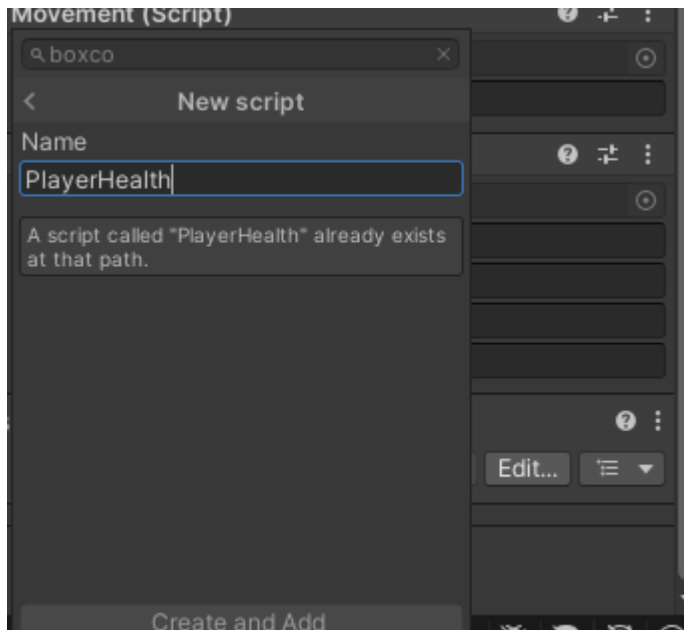 Movement (Script)
boxco
New script
Name
PlayerHealth
A script called "PlayerHealth" already exists
at that path.
Edit...
Create and Add